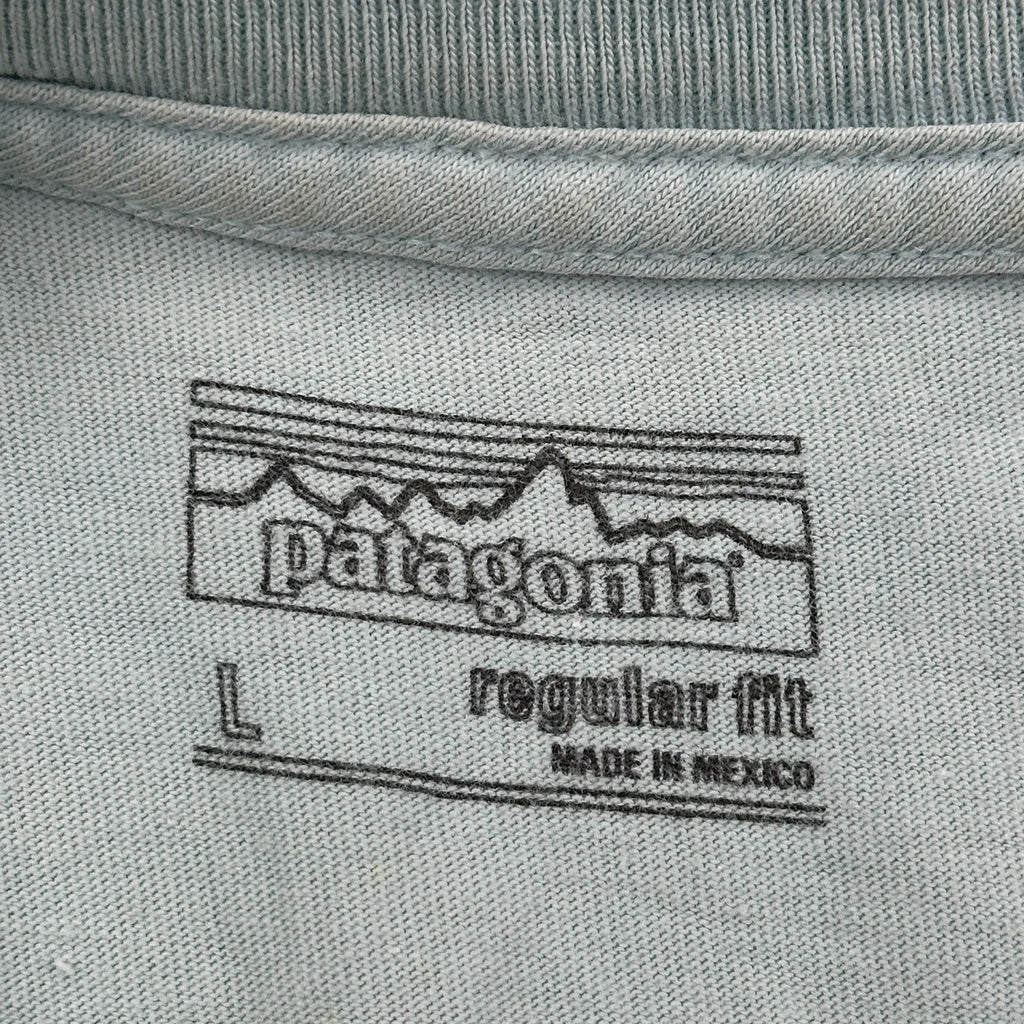 patagonia
L regular fit
MADE IN MEXICO